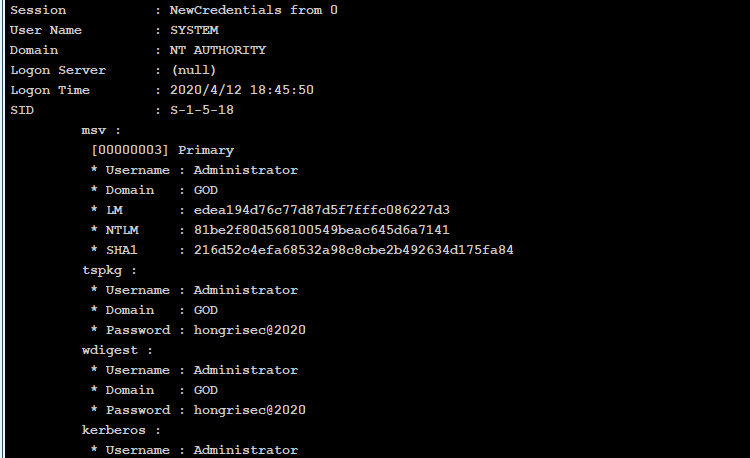 Session           : NewCredentials from 0
User Name         : SYSTEM
Domain            : NT AUTHORITY
Logon Server      : (null)
Logon Time        : 2020/4/12 18:45:50
SID               : S-1-5-18
msv :
[00000003] Primary
* Username : Administrator
* Domain   : GOD
* LM       : edea194d76c77d87d5f7fffc086227d3
* NTLM     : 81be2f80d568100549beac645d6a7141
* SHA1     : 216d52c4efa68532a98c8cbe2b492634d175fa84
tspkg :
* Username : Administrator
* Domain   : GOD
* Password : hongrisec@2020
wdigest :
* Username : Administrator
* Domain   : GOD
* Password : hongrisec@2020
kerberos :
* Username : Administrator